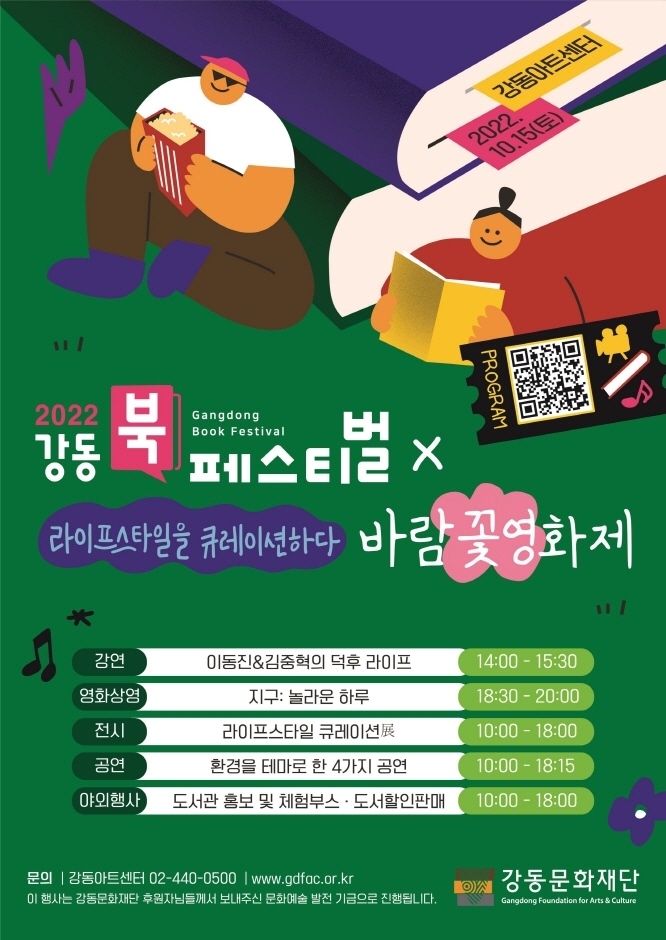 강동아트센터
2022.
10.15(토)
PROGRAM
2022
강동 북 페스티벌 ×
Gangdong
Book Festival
라이프스타일을 큐레이션하다
바람꽃영화제
강연 이동진&김중혁의 덕후 라이프 14:00 - 15:30
영화상영 지구: 놀라운 하루 18:30 - 20:00
전시 라이프스타일 큐레이션展 10:00 - 18:00
공연 환경을 테마로 한 4가지 공연 10:00 - 18:15
야외행사 도서관 홍보 및 체험부스 · 도서할인판매 10:00 - 18:00
문의 | 강동아트센터 02-440-0500 | www.gdfac.or.kr
이 행사는 강동문화재단 후원자님들께서 보내주신 문화예술 발전 기금으로 진행됩니다.
강동문화재단
Gangdong Foundation for Arts & Culture